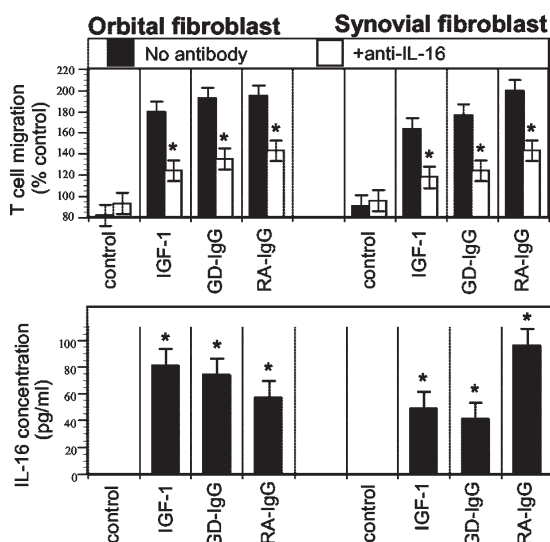 Orbital fibroblast Synovial fibroblast
No antibody +anti-IL-16
T cell migration
(% control)
220
200
180
160
140
120
100
80
* * * * * *
control IGF-1 GD-IgG RA-IgG control IGF-1 GD-IgG RA-IgG
IL-16 concentration
(pg/ml)
100
80
60
40
20
0
* * * * * *
control IGF-1 GD-IgG RA-IgG control IGF-1 GD-IgG RA-IgG